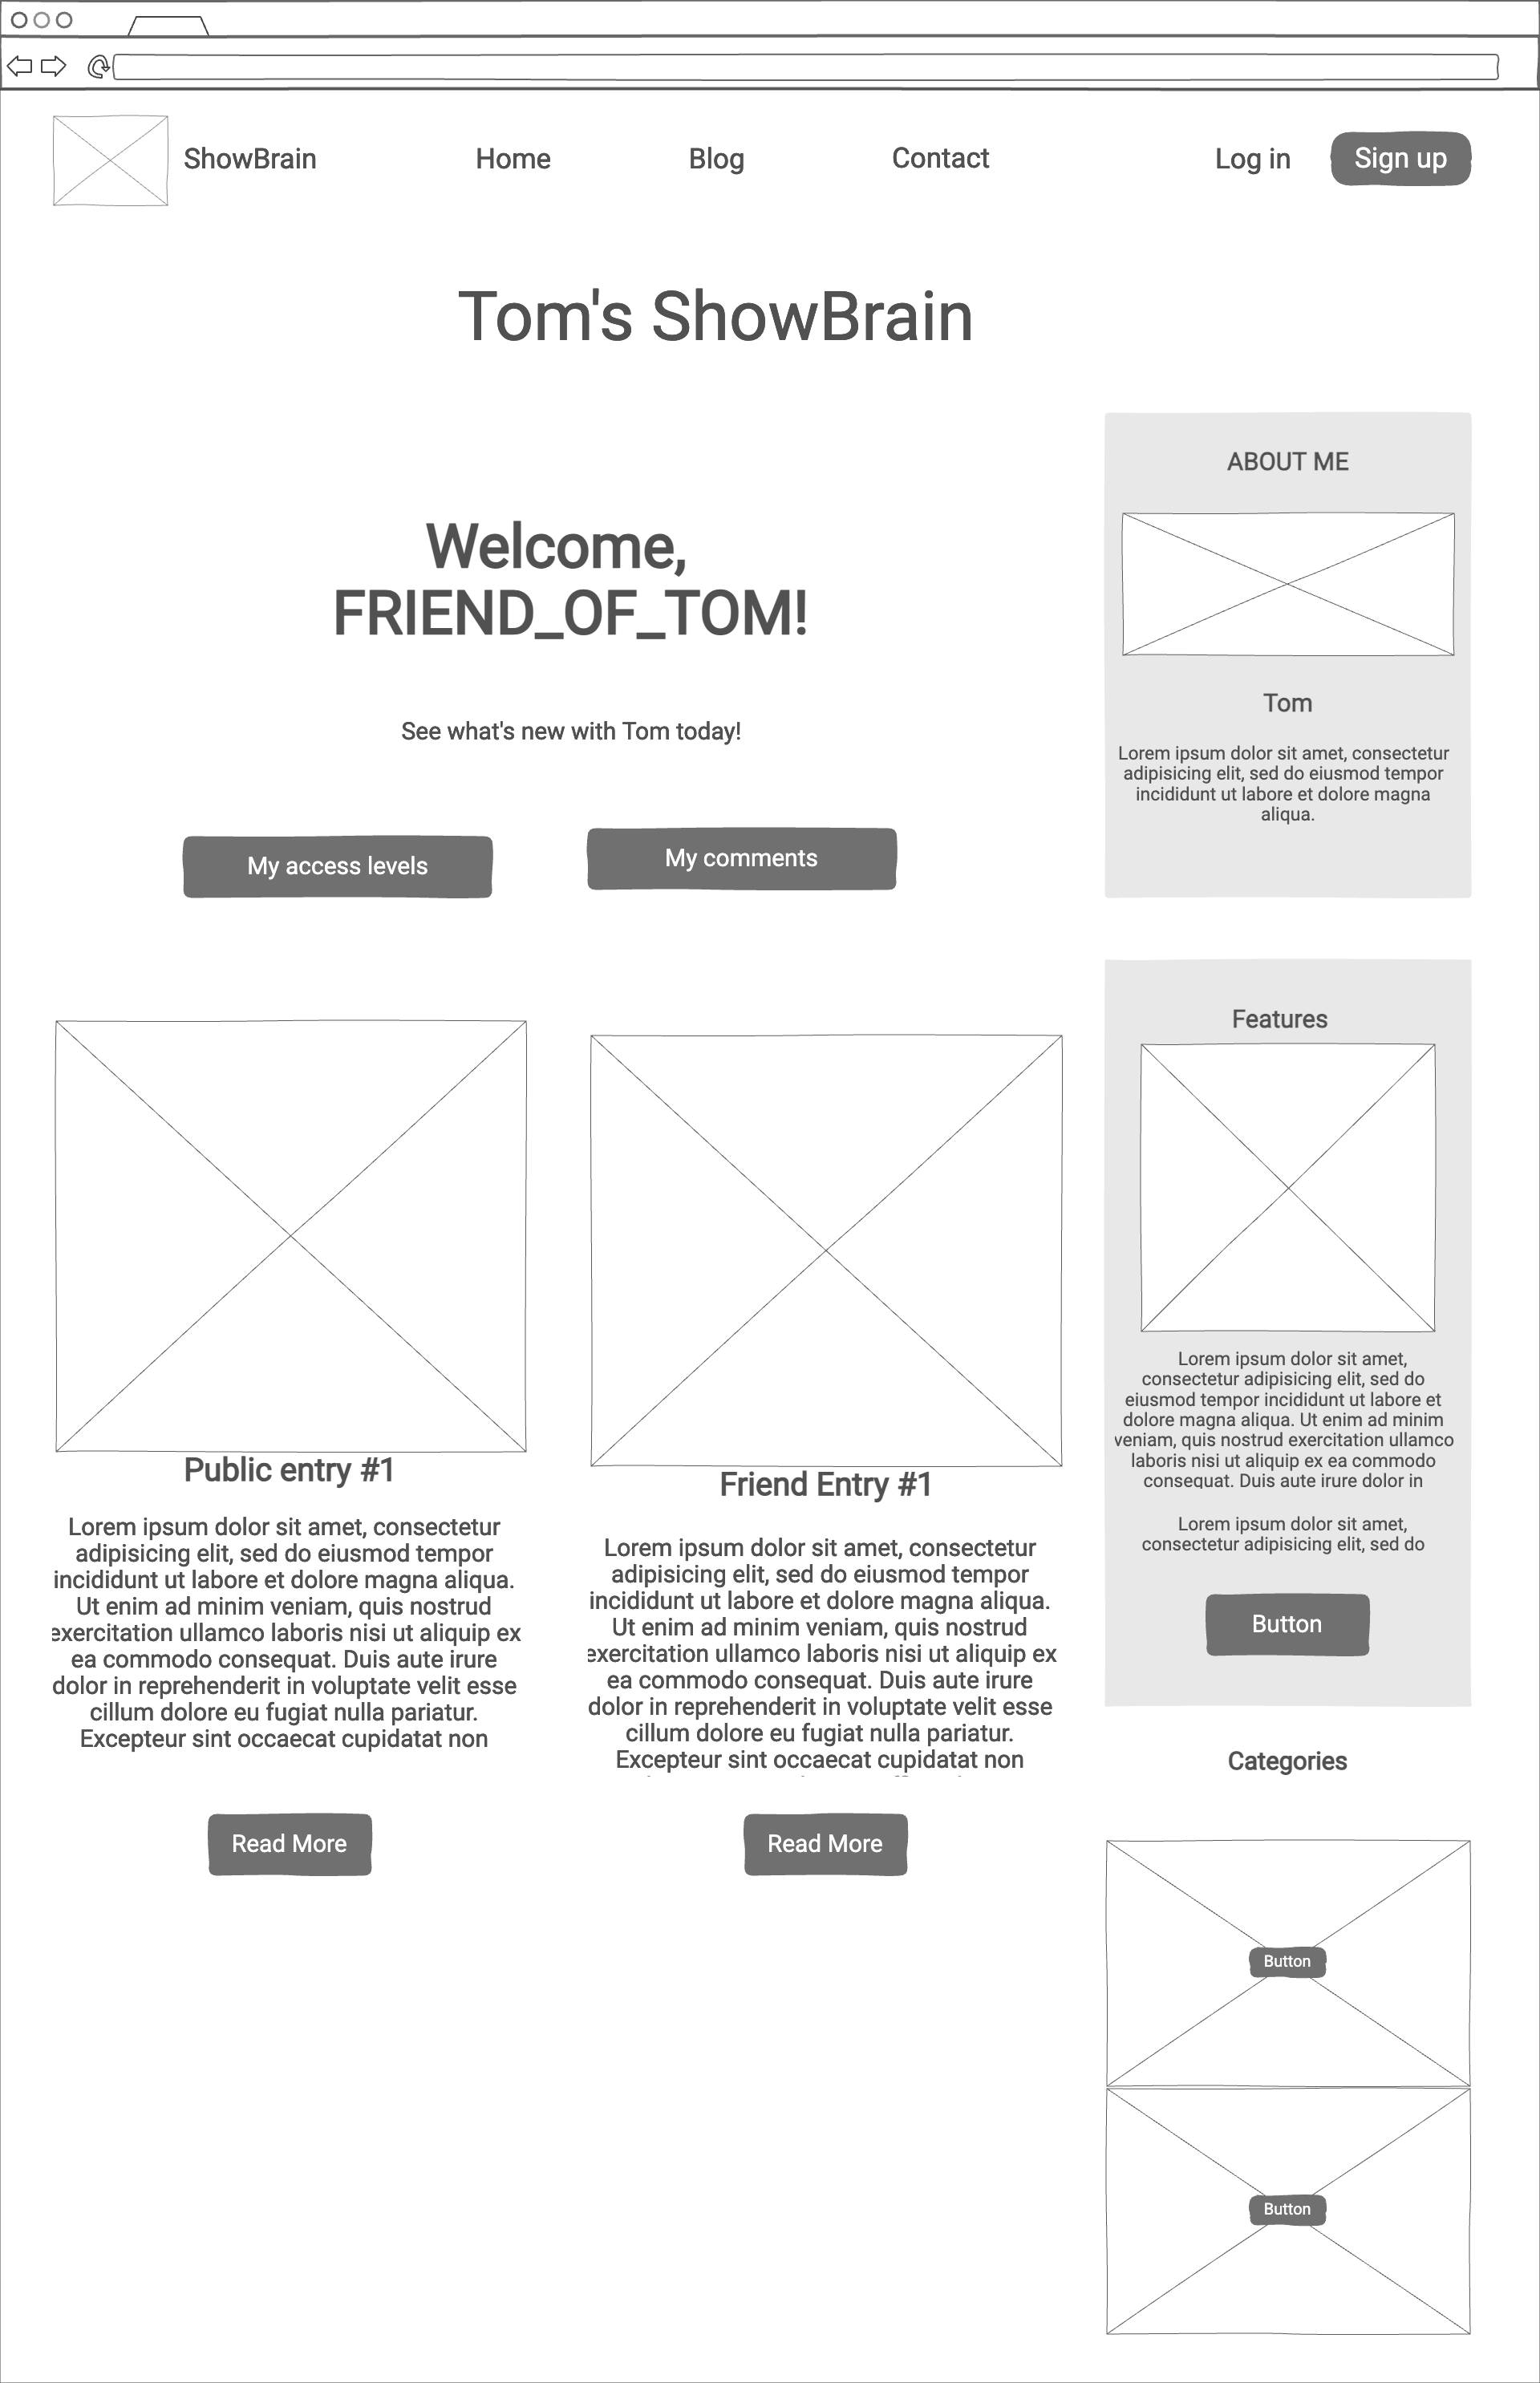 ShowBrain
Home
Blog
Contact
Log in
Sign up
Tom's ShowBrain
Welcome,
FRIEND_OF_TOM!
See what's new with Tom today!
My access levels
My comments
ABOUT ME
Tom
Lorem ipsum dolor sit amet, consectetur
adipisicing elit, sed do eiusmod tempor
incididunt ut labore et dolore magna
aliqua.
Public entry #1
Lorem ipsum dolor sit amet, consectetur
adipisicing elit, sed do eiusmod tempor
incididunt ut labore et dolore magna aliqua.
Ut enim ad minim veniam, quis nostrud
exercitation ullamco laboris nisi ut aliquip ex
ea commodo consequat. Duis aute irure
dolor in reprehenderit in voluptate velit esse
cillum dolore eu fugiat nulla pariatur.
Excepteur sint occaecat cupidatat non
Read More
Friend Entry #1
Lorem ipsum dolor sit amet, consectetur
adipisicing elit, sed do eiusmod tempor
incididunt ut labore et dolore magna aliqua.
Ut enim ad minim veniam, quis nostrud
exercitation ullamco laboris nisi ut aliquip ex
ea commodo consequat. Duis aute irure
dolor in reprehenderit in voluptate velit esse
cillum dolore eu fugiat nulla pariatur.
Excepteur sint occaecat cupidatat non
Read More
Features
Lorem ipsum dolor sit amet,
consectetur adipisicing elit, sed do
eiusmod tempor incididunt ut labore et
dolore magna aliqua. Ut enim ad minim
veniam, quis nostrud exercitation ullamco
laboris nisi ut aliquip ex ea commodo
consequat. Duis aute irure dolor in
Lorem ipsum dolor sit amet,
consectetur adipisicing elit, sed do
Button
Categories
Button
Button